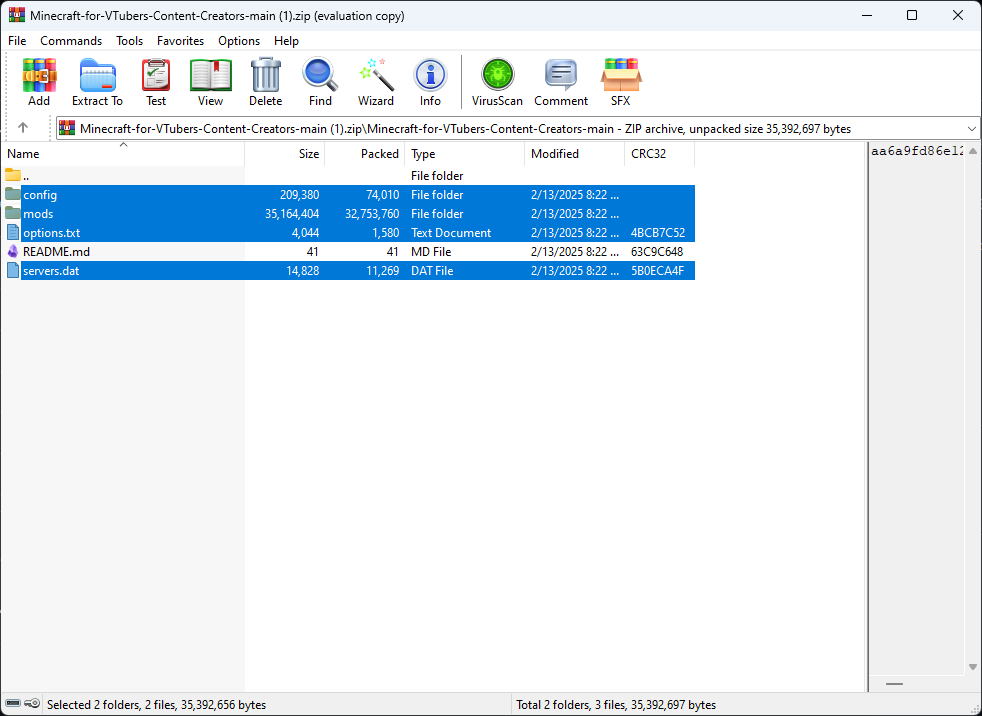 Minecraft-for-VTubers-Content-Creators-main (1).zip (evaluation copy)
File Commands Tools Favorites Options Help
Add Extract To Test View Delete Find Wizard Info VirusScan Comment SFX
Minecraft-for-VTubers-Content-Creators-main (1).zip\Minecraft-for-VTubers-Content-Creators-main - ZIP archive, unpacked size 35,392,697 bytes
Name Size Packed Type Modified CRC32
aa6a9fd86e12
.. File folder
config 209,380 74,010 File folder 2/13/2025 8:22 ...
mods 35,164,404 32,753,760 File folder 2/13/2025 8:22 ...
options.txt 4,044 1,580 Text Document 2/13/2025 8:22 ... 4BCB7C52
README.md 41 41 MD File 2/13/2025 8:22 ... 63C9C648
servers.dat 14,828 11,269 DAT File 2/13/2025 8:22 ... 5B0ECA4F
Selected 2 folders, 2 files, 35,392,656 bytes
Total 2 folders, 3 files, 35,392,697 bytes